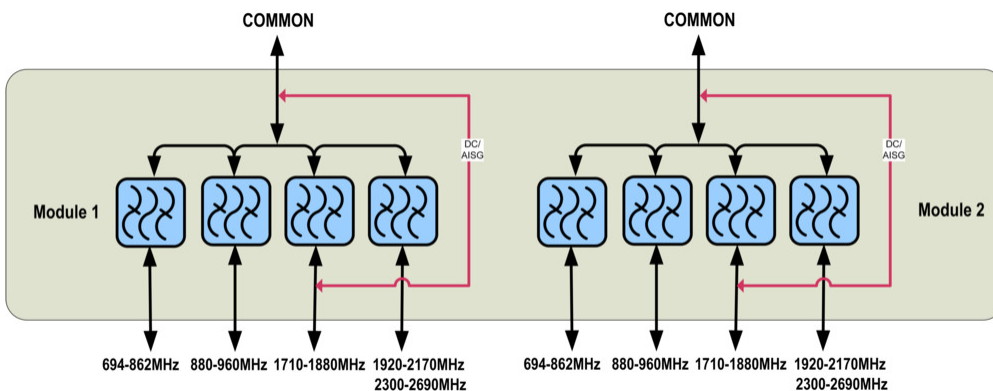 COMMON COMMON
DC/ DC/
AISG AISG
Module 1 Module 2
694-862MHz 880-960MHz 1710-1880MHz 1920-2170MHz 694-862MHz 880-960MHz 1710-1880MHz 1920-2170MHz
2300-2690MHz 2300-2690MHz